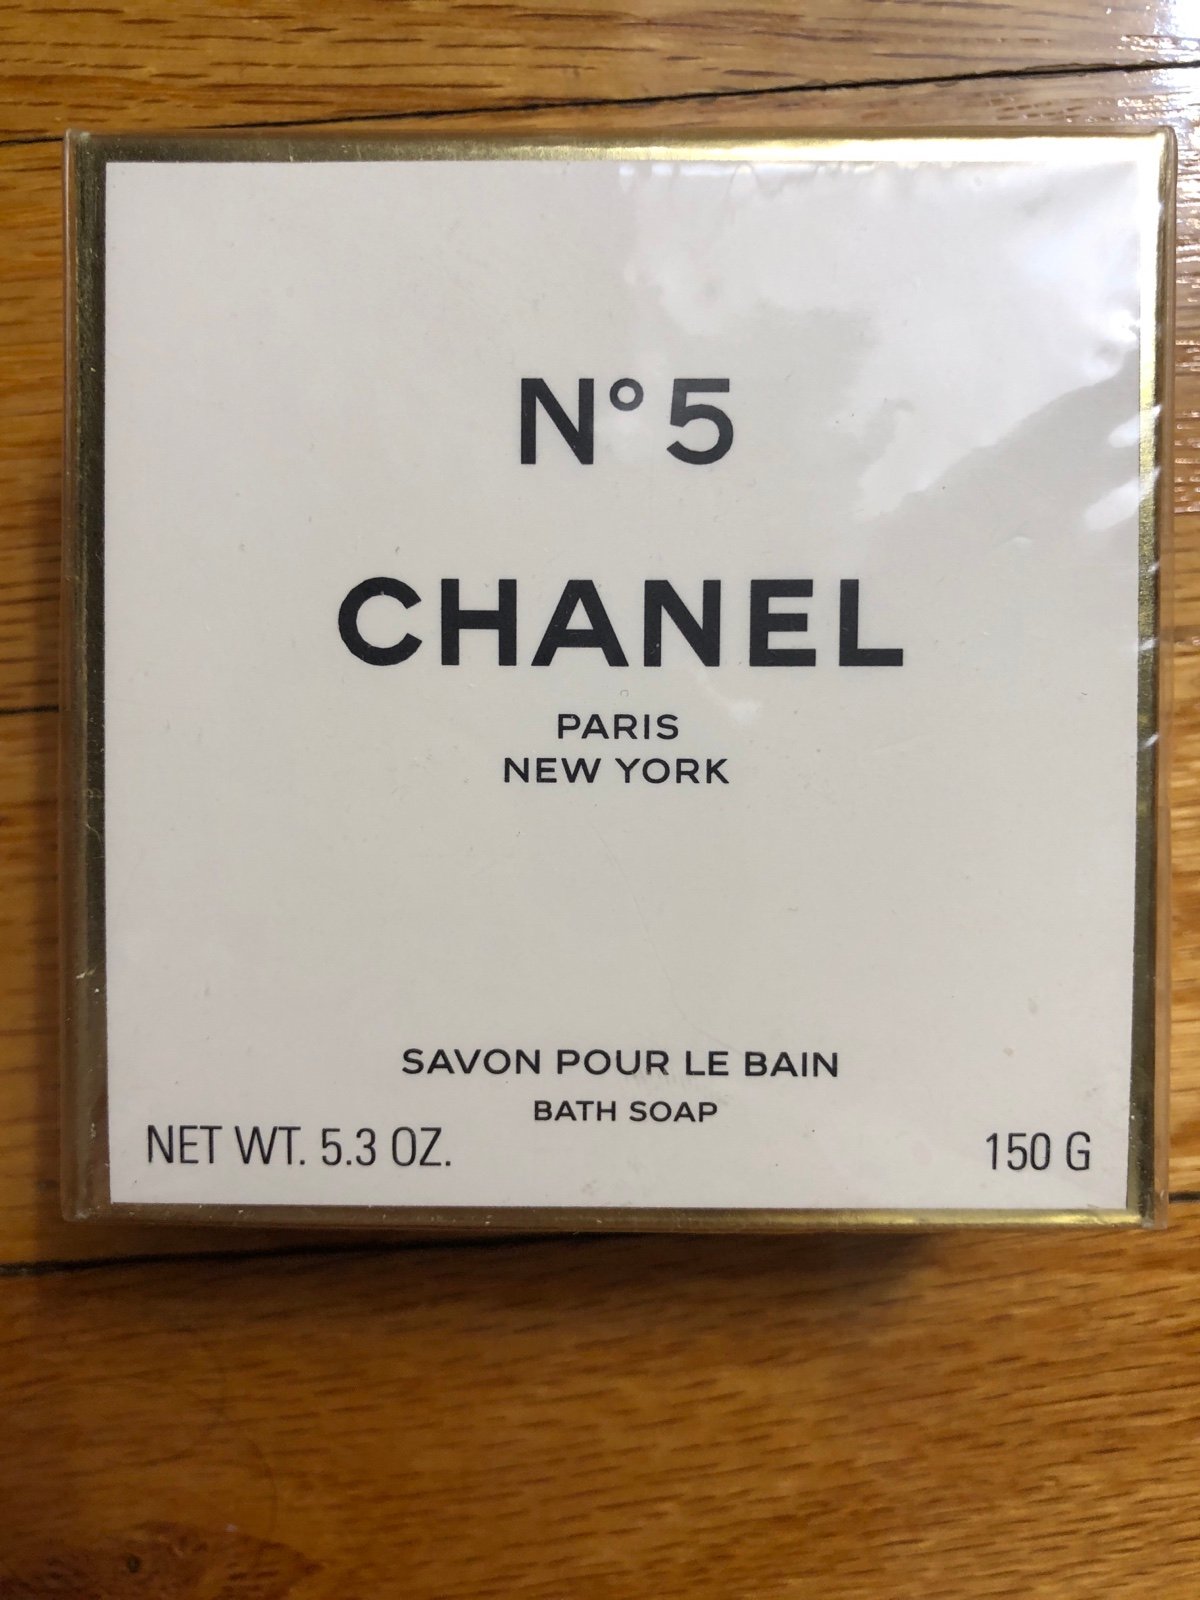 N°5
CHANEL
PARIS
NEW YORK
SAVON POUR LE BAIN
BATH SOAP
NET WT. 5.3 OZ. 150 G